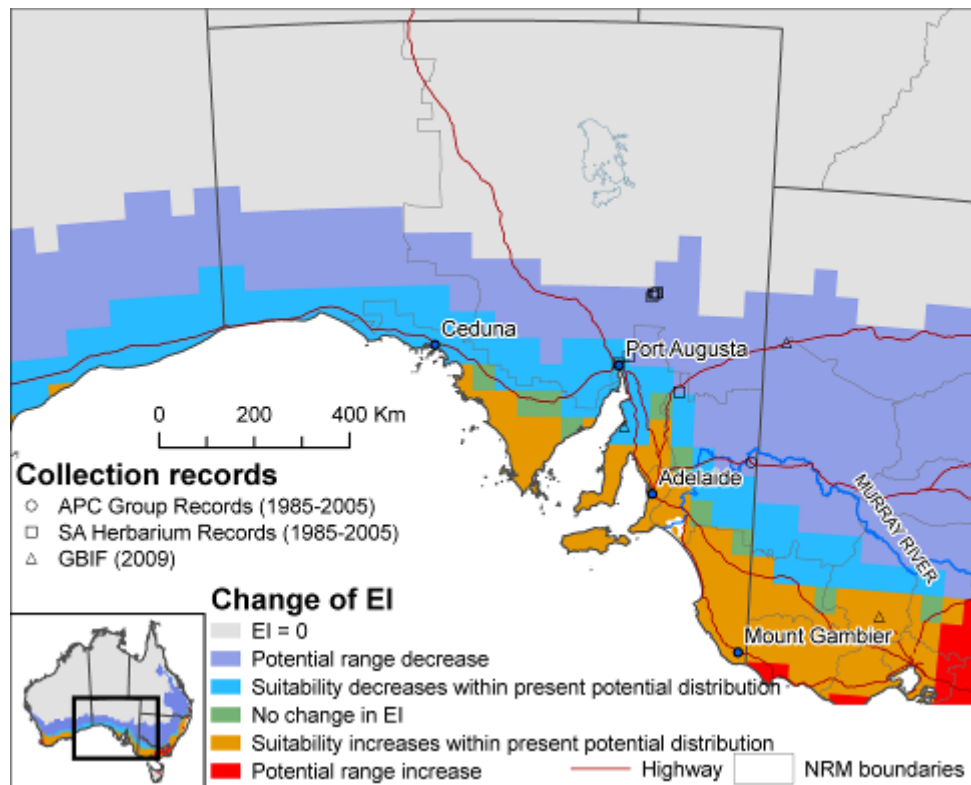 Ceduna
Port Augusta
0 200 400 Km
Collection records
APC Group Records (1985-2005)
SA Herbarium Records (1985-2005)
GBIF (2009)
Adelaide
MURRAY RIVER
Mount Gambier
Change of EI
EI = 0
Potential range decrease
Suitability decreases within present potential distribution
No change in EI
Suitability increases within present potential distribution
Potential range increase
Highway
NRM boundaries